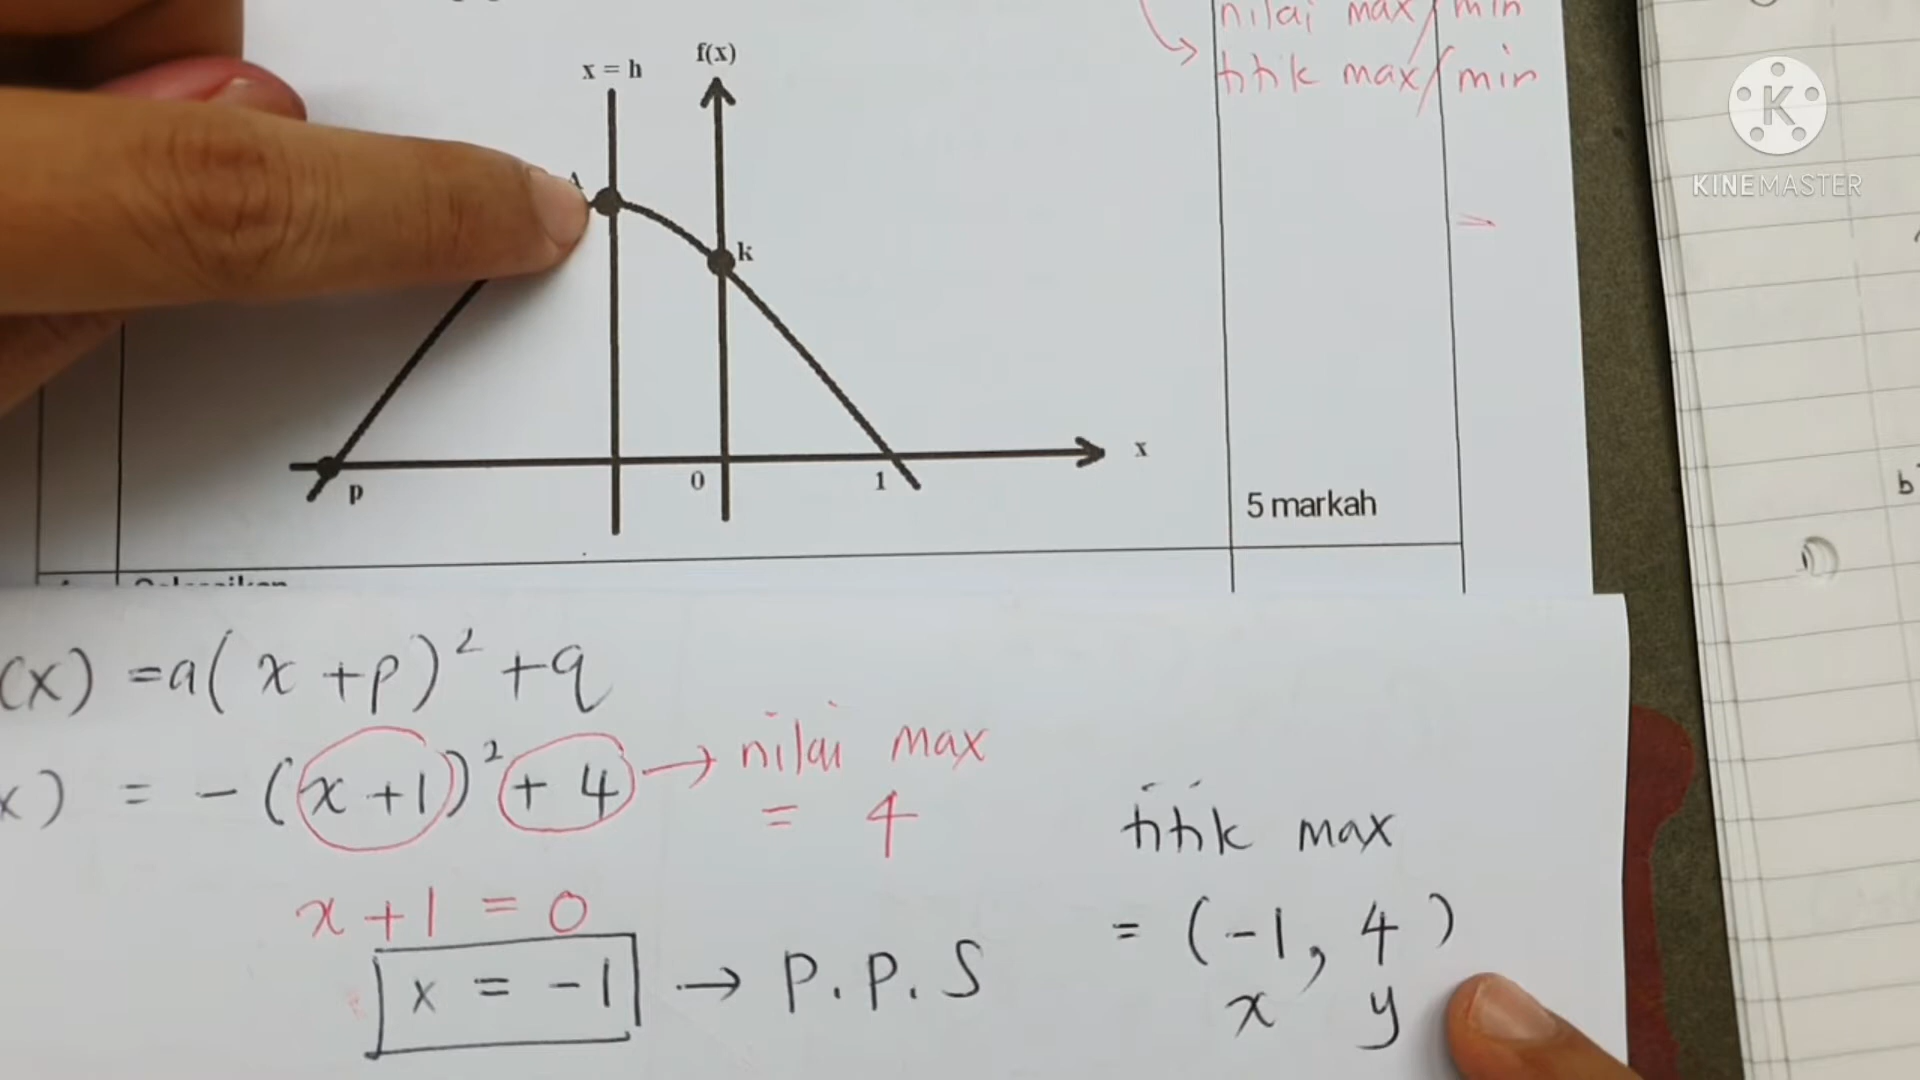 nilai max/min
titik max/min
KINEMASTER
x = h
f(x)
A
k
x
p
0
1
5 markah
(x) = a(x + p)² + q
x) = - (x + 1)² + 4 → nilai max
= 4
x + 1 = 0
x = -1 → P.P.S
titik max
= (-1, 4)
x y
b